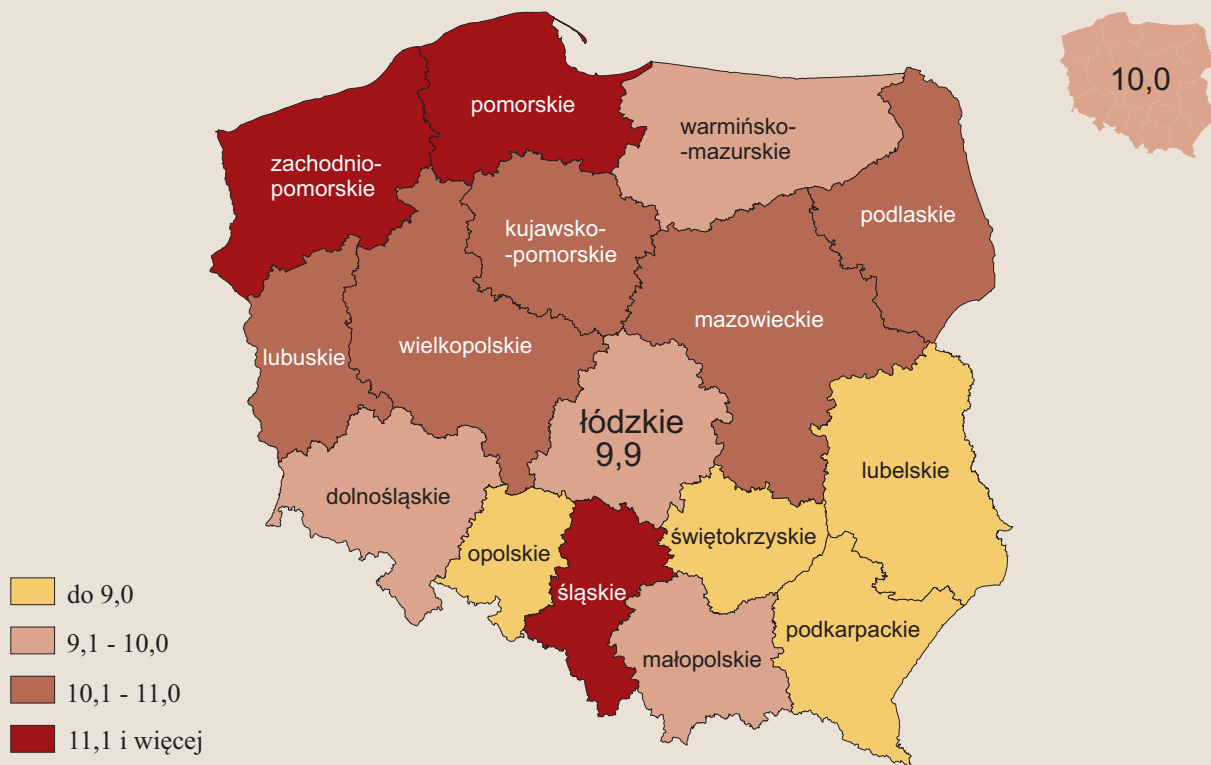 10,0
pomorskie
warmińsko-
-mazurskie
zachodnio-
pomorskie
podlaskie
kujawsko-
-pomorskie
mazowieckie
wielkopolskie
lubuskie
łódzkie
9,9
lubelskie
dolnośląskie
świętokrzyskie
opolskie
śląskie
podkarpackie
małopolskie
do 9,0
9,1 - 10,0
10,1 - 11,0
11,1 i więcej